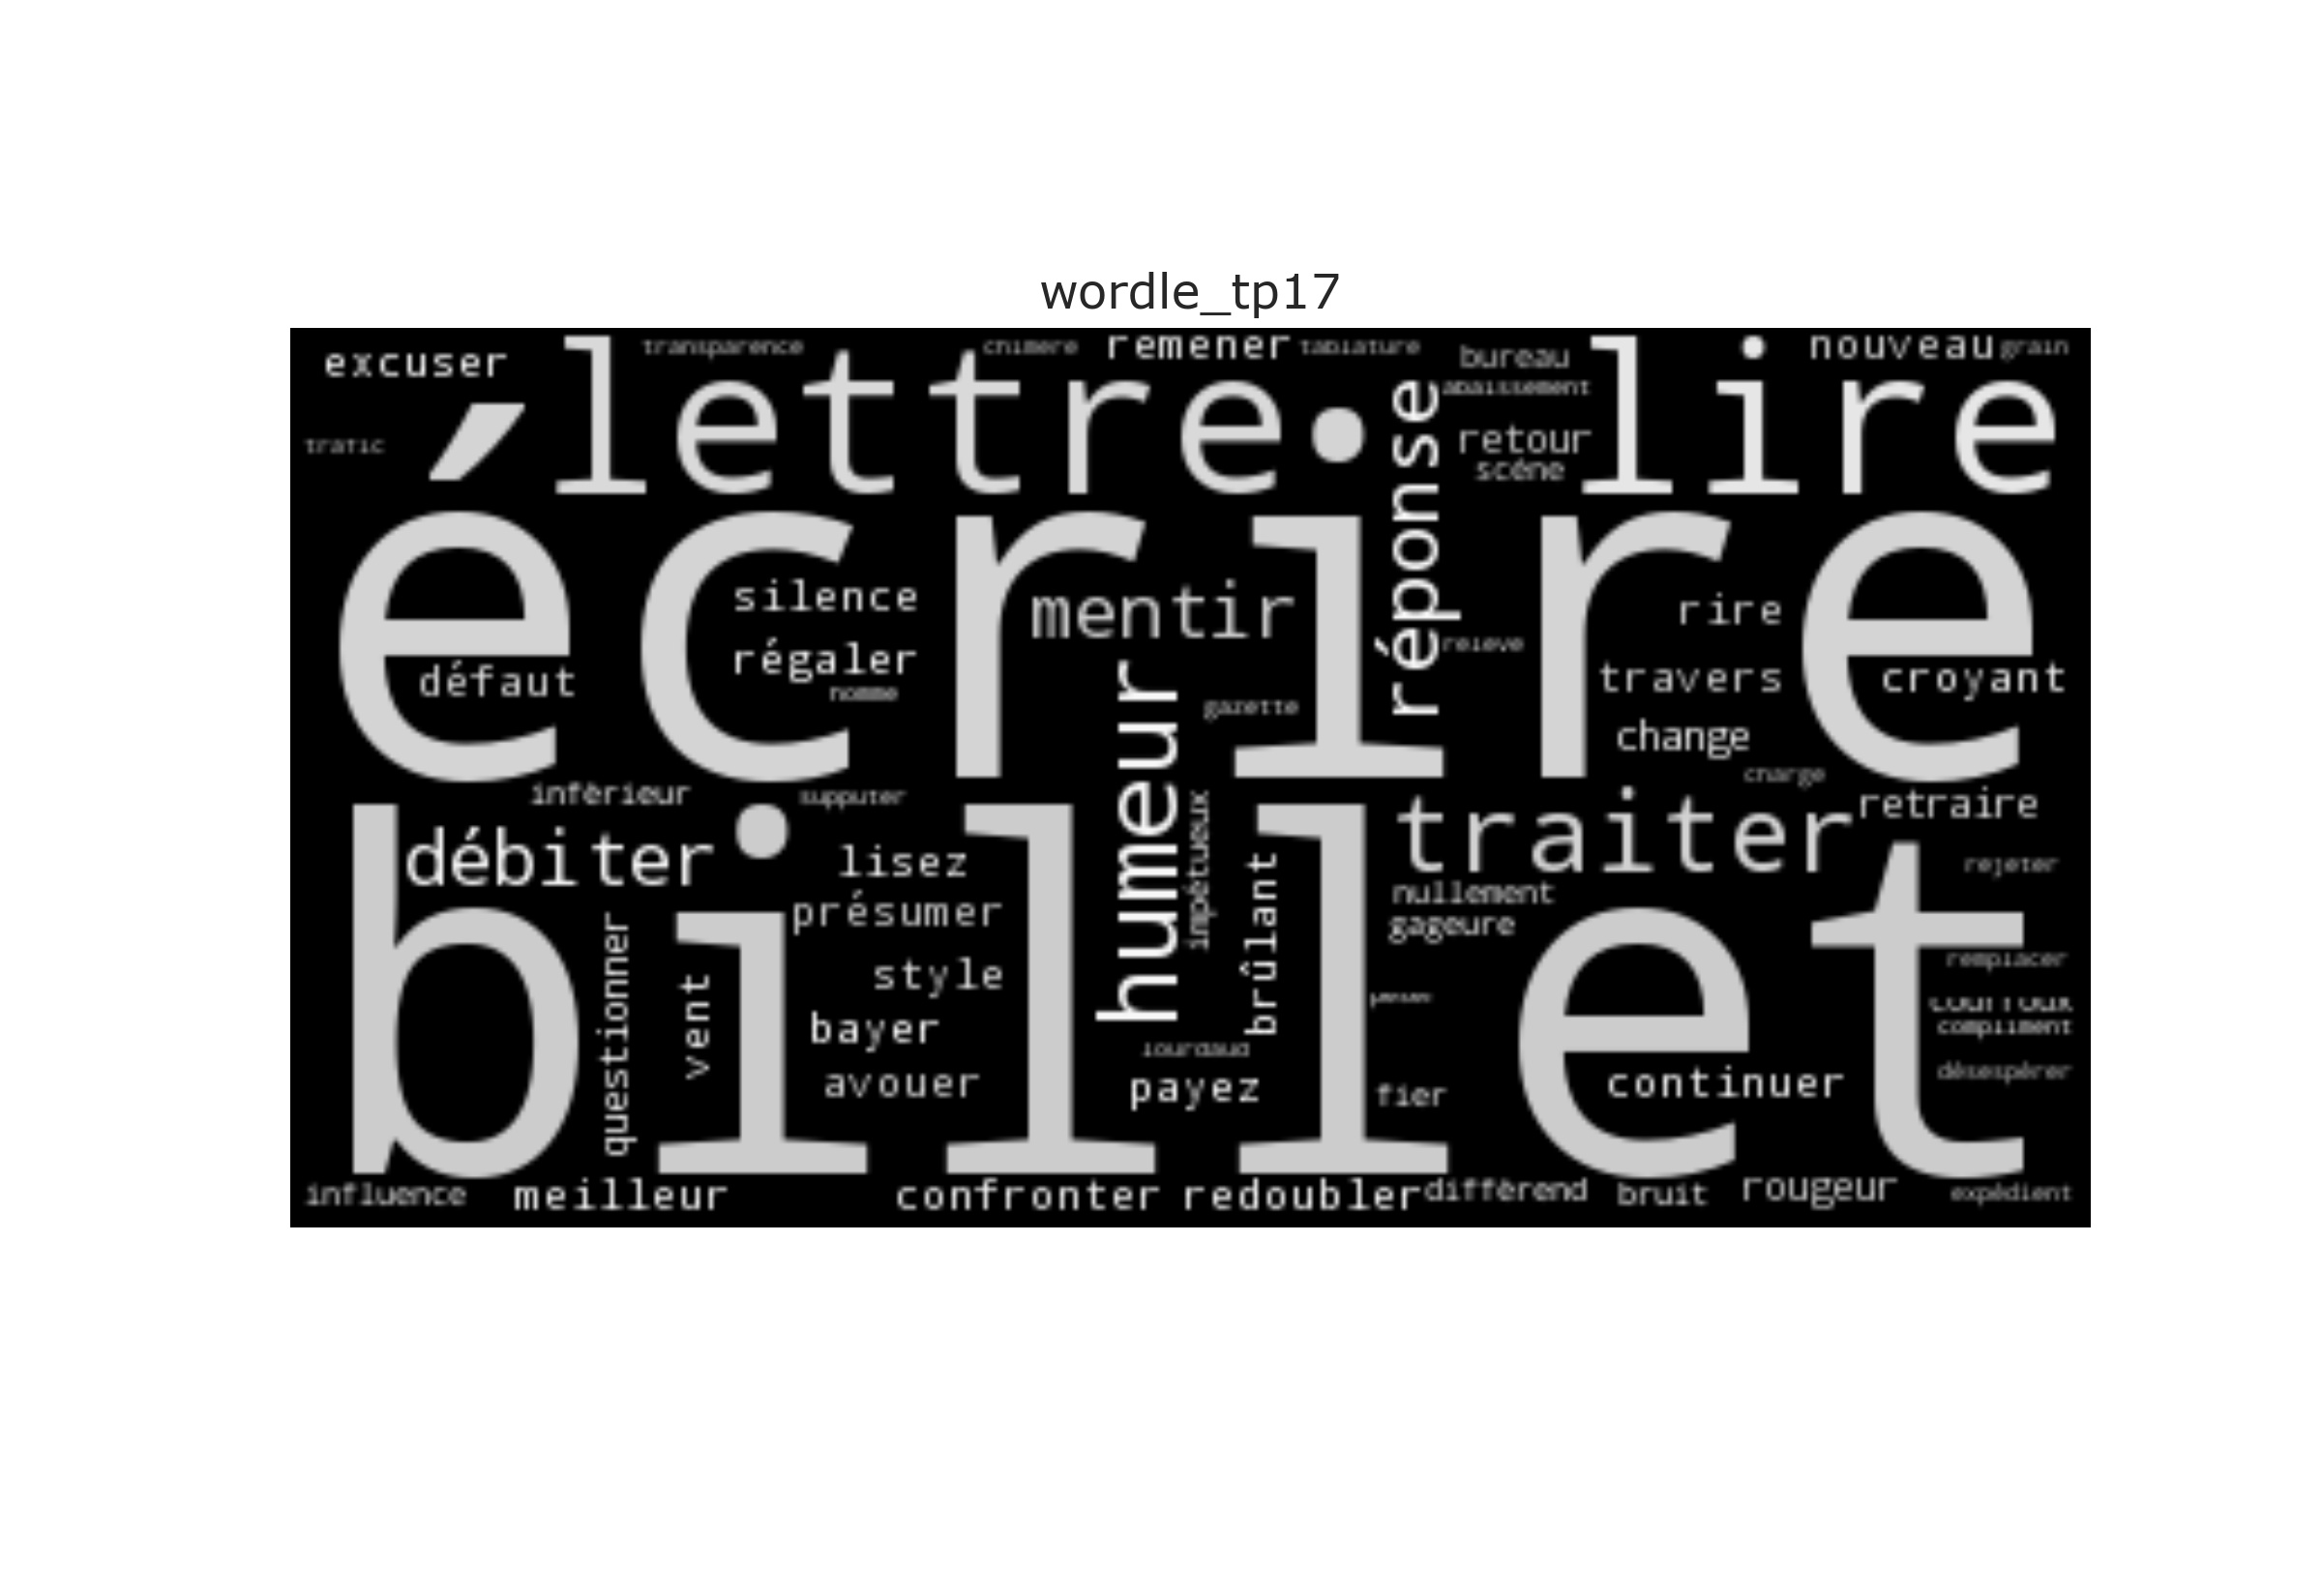 wordle_tp17
excuser
transparence
chimère
remener
tablature
bureau
nouveau
grain
abaissement
trafic
lettre
réponse
retour
scène
lire
écrire
silence
mentir
rire
régaler
relevé
défaut
nomme
travers
croyant
gazette
humeur
change
charge
inférieur
supputer
impétueux
traiter
retraire
débiter
lisez
brûlant
rejeter
présumer
nullement
gageure
questionner
vent
style
billet
remplacer
courroux
compliment
bayer
lourdaud
désespérer
avouer
payez
fier
continuer
influence
meilleur
confronter
redoubler
différend
bruit
rougeur
expédient